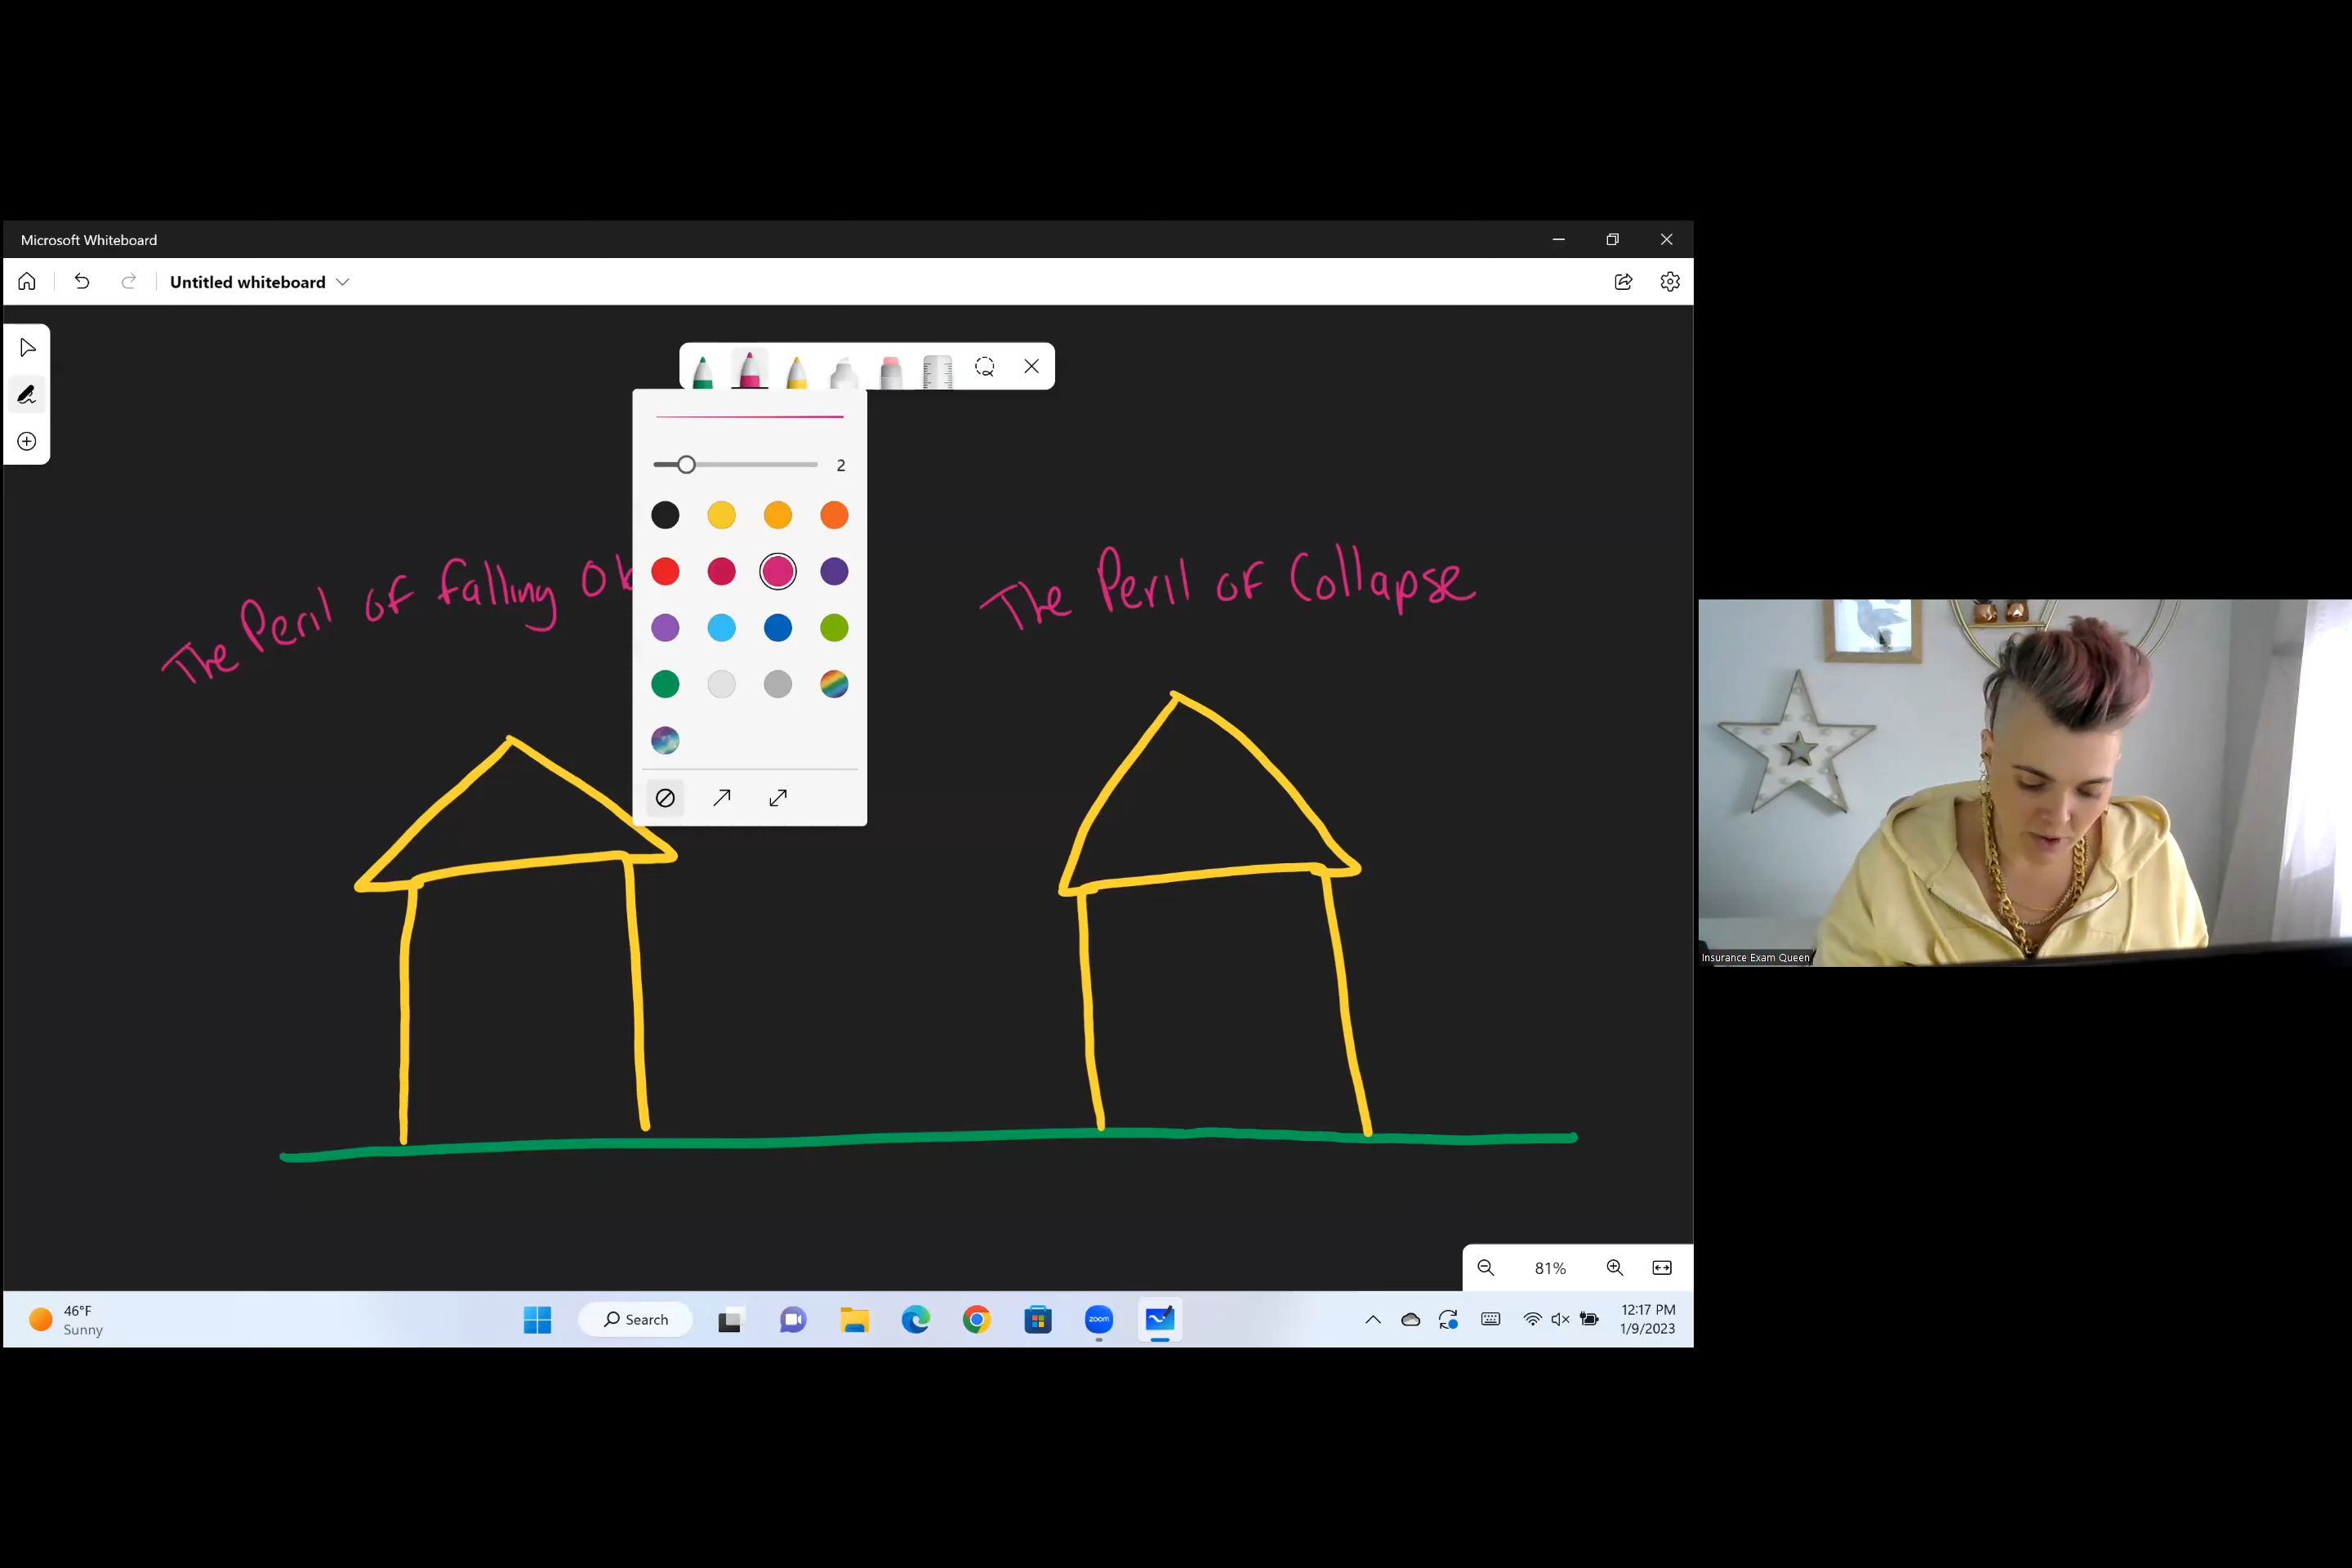 Microsoft Whiteboard
Untitled whiteboard
2
The Peril of falling
The Peril of Collapse
Insurance Exam Queen
81%
46°F
Sunny
Search
zoom
12:17 PM
1/9/2023